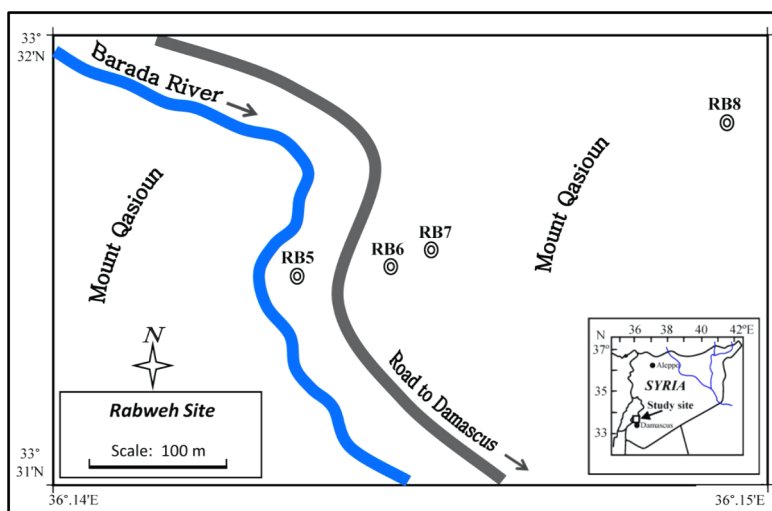 33°
32'N
Barada River
RB8
Mount Qasioun
Mount Qasioun
RB7
RB6
RB5
N
Road to Damascus
Rabweh Site
Scale: 100 m
33°
31'N
36°.14'E
36°.15'E
N
36 38 40 42°E
37°
35
33
Aleppo
SYRIA
Study site
Damascus